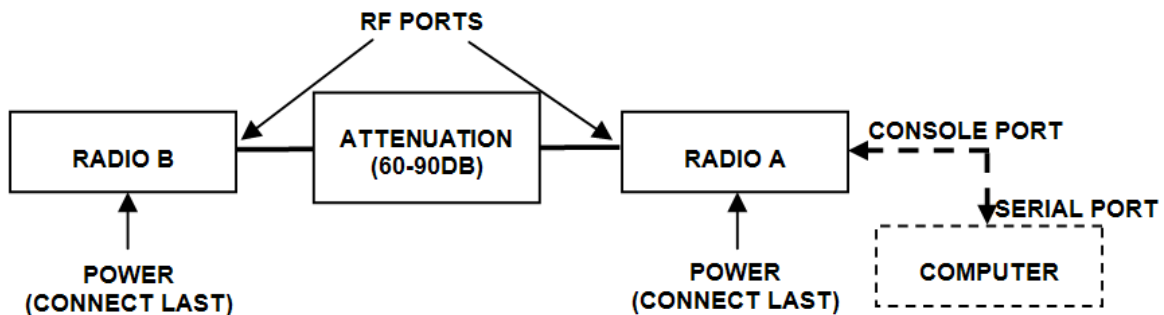 RF PORTS
RADIO B
ATTENUATION
(60-90DB)
RADIO A
CONSOLE PORT
SERIAL PORT
COMPUTER
POWER
(CONNECT LAST)
POWER
(CONNECT LAST)